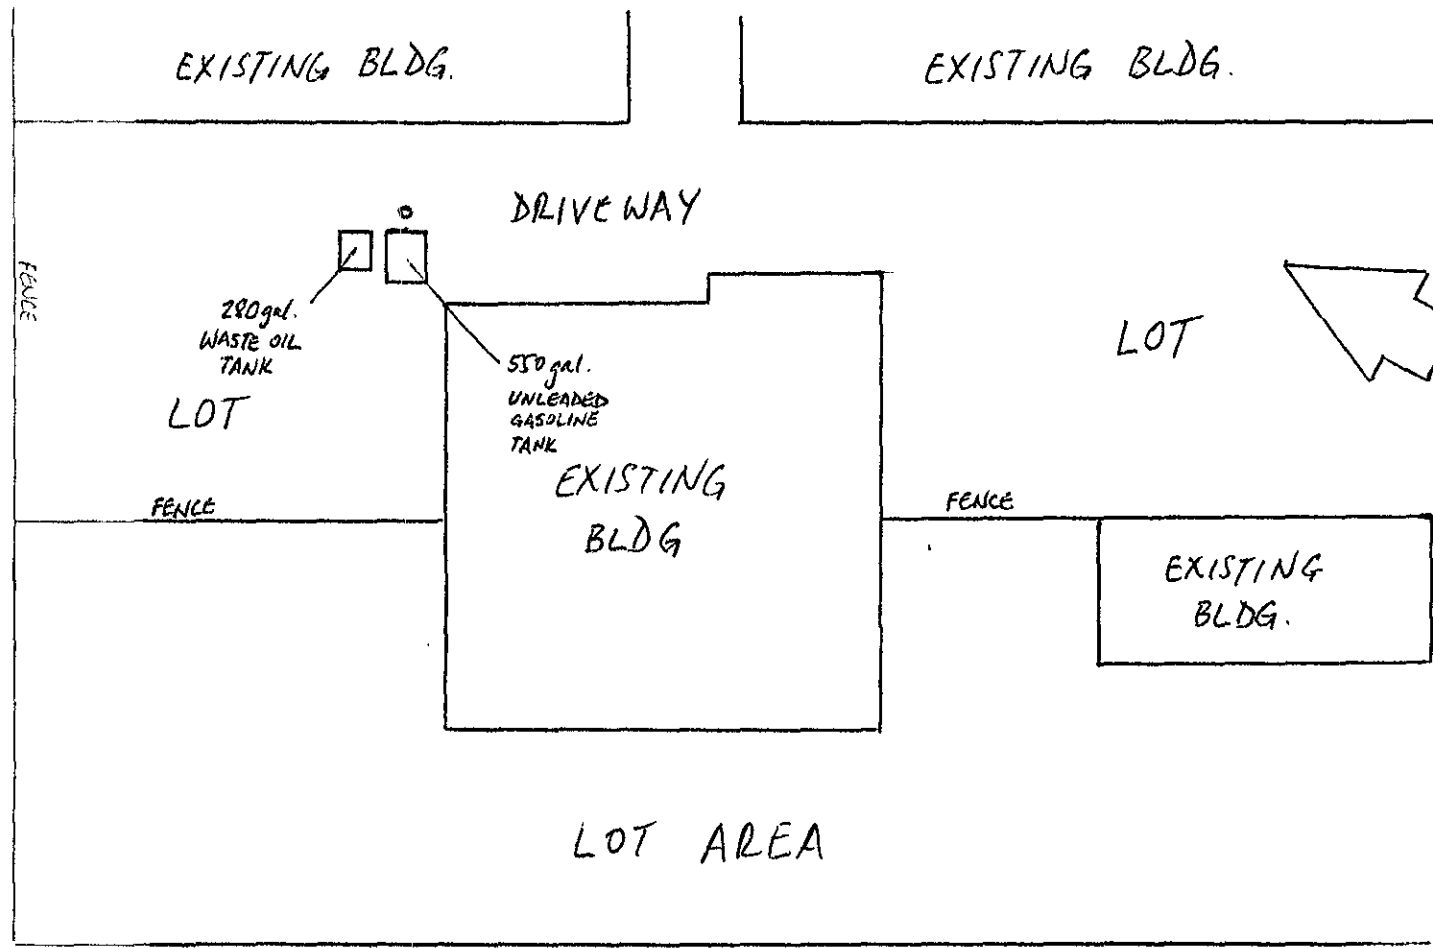 EXISTING BLDG.
EXISTING BLDG.
DRIVEWAY
FENCE
280 gal.
WASTE OIL
TANK
550 gal.
UNLEADED
GASOLINE
TANK
LOT
LOT
EXISTING
BLDG
FENCE
FENCE
EXISTING
BLDG.
LOT AREA